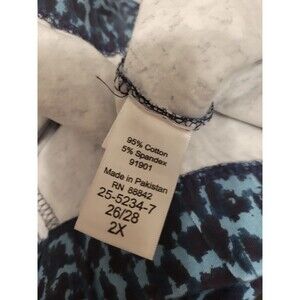 95% Cotton
5% Spandex
91901
Made in Pakistan
RN 88842
25-5234-7
26/28
2X